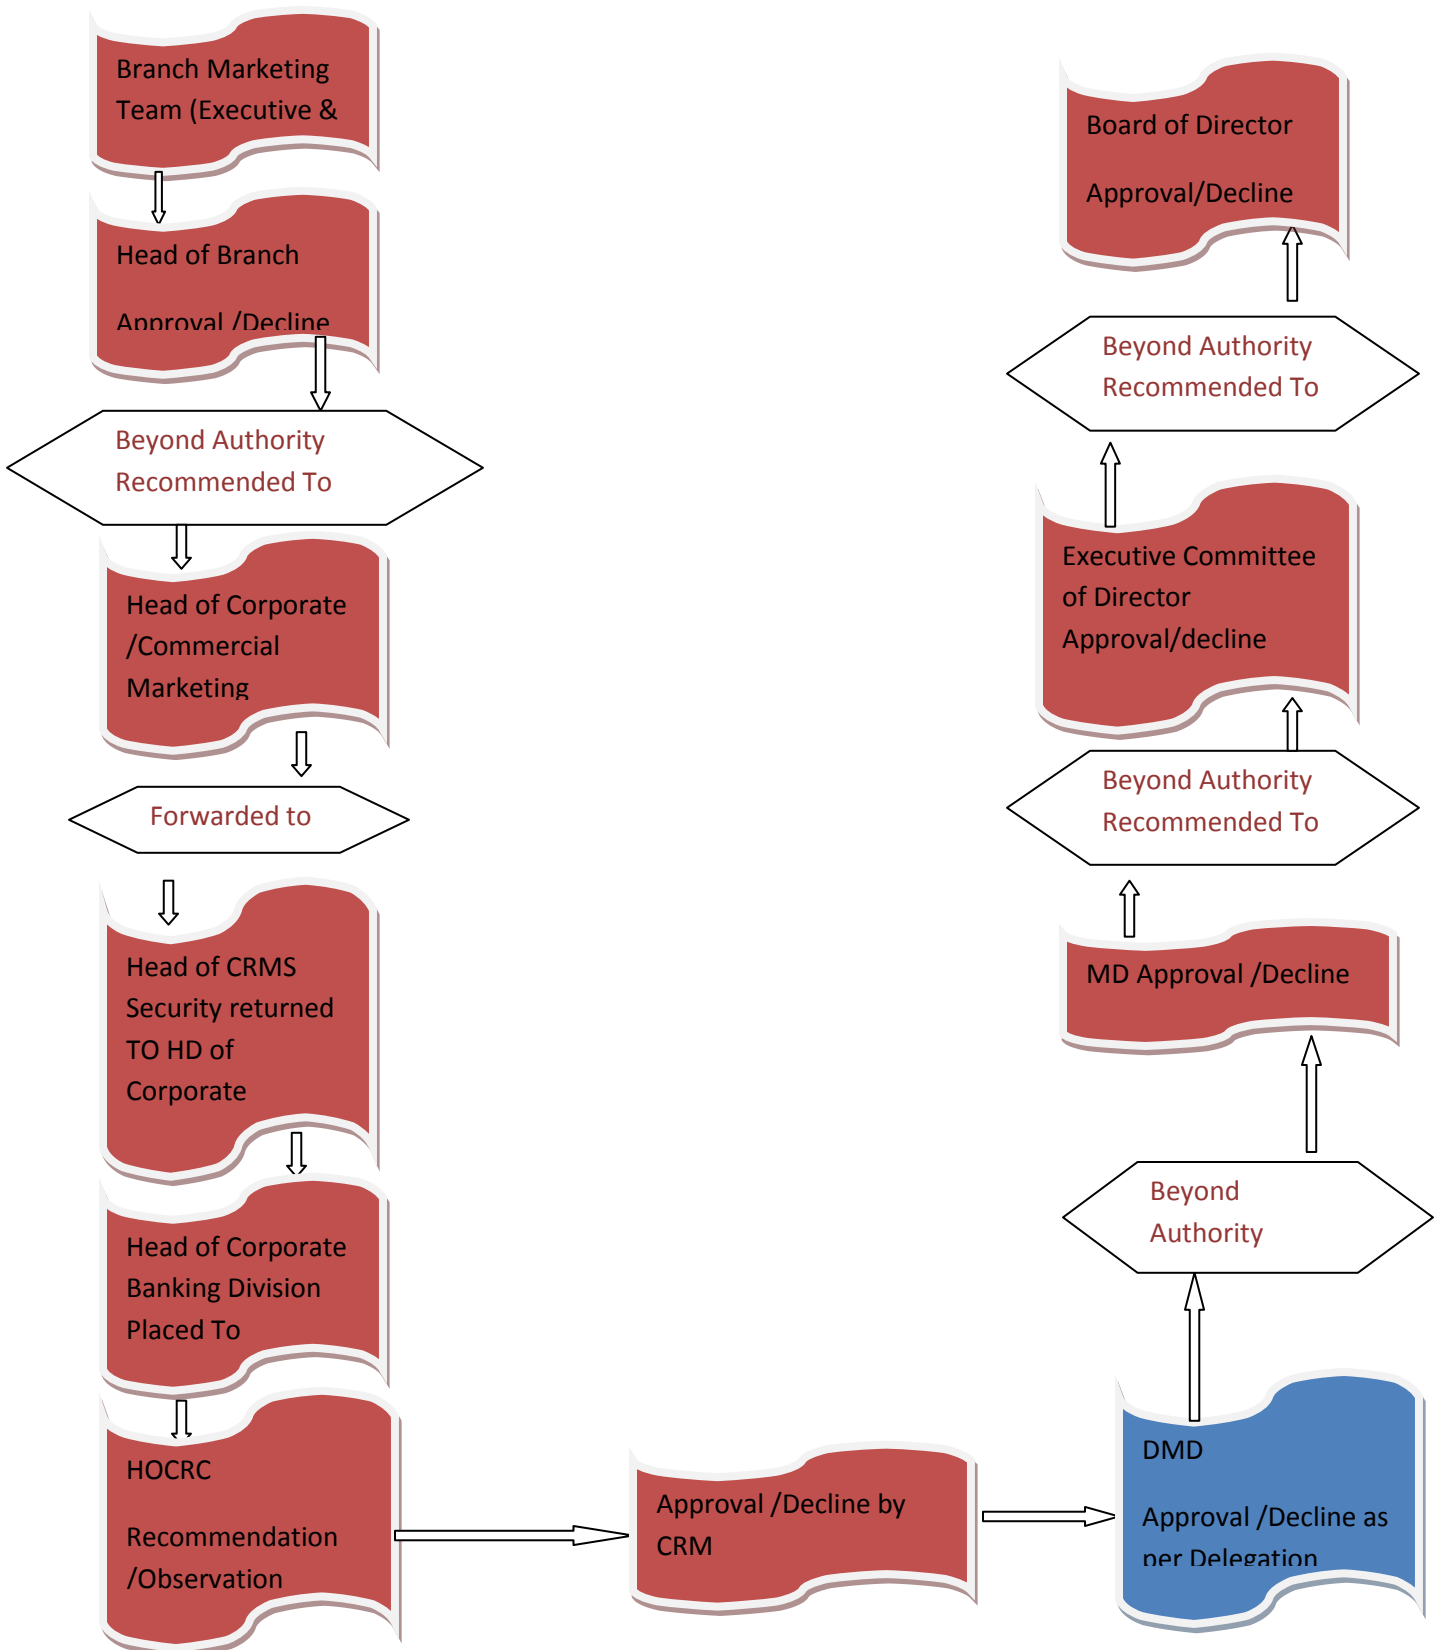 Branch Marketing
Team (Executive &
Head of Branch
Approval /Decline
Beyond Authority
Recommended To
Head of Corporate
/Commercial
Marketing
Forwarded to
Head of CRMS
Security returned
TO HD of
Corporate
Head of Corporate
Banking Division
Placed To
HOCRC
Recommendation
/Observation
Approval /Decline by
CRM
DMD
Approval /Decline as
per Delegation
Beyond
Authority
MD Approval /Decline
Beyond Authority
Recommended To
Executive Committee
of Director
Approval/decline
Beyond Authority
Recommended To
Board of Director
Approval/Decline